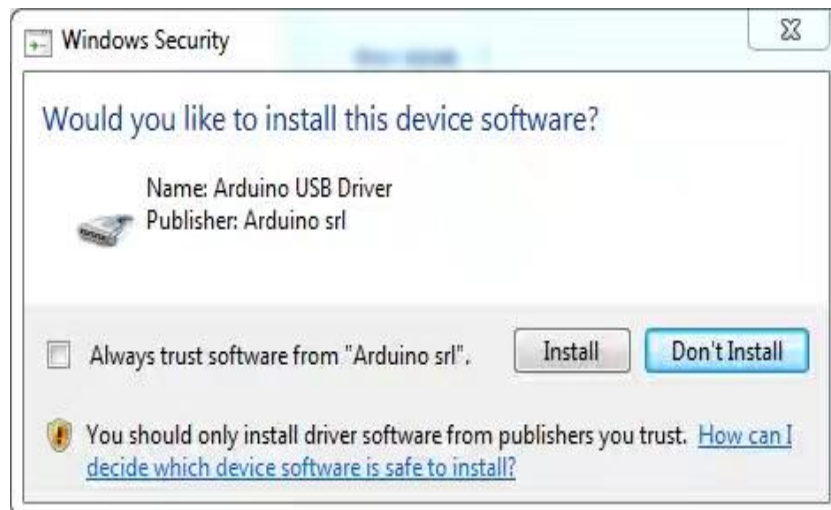 Windows Security
Would you like to install this device software?
Name: Arduino USB Driver
Publisher: Arduino srl
Always trust software from "Arduino srl".
Install
Don't Install
You should only install driver software from publishers you trust. How can I
decide which device software is safe to install?